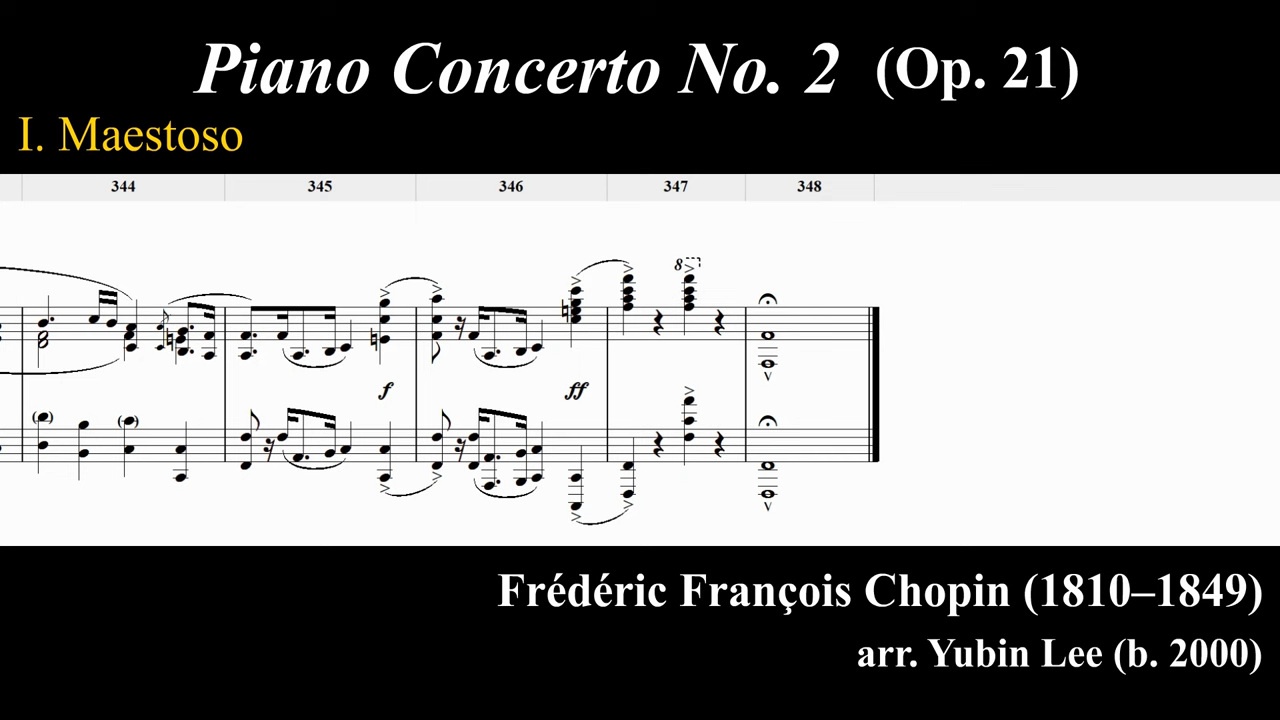 Piano Concerto No. 2 (Op. 21)
I. Maestoso
344 345 346 347 348
8
f ff
Frédéric François Chopin (1810–1849)
arr. Yubin Lee (b. 2000)